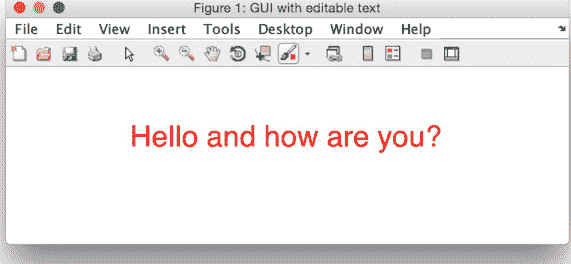 Figure 1: GUI with editable text
File Edit View Insert Tools Desktop Window Help
Hello and how are you?